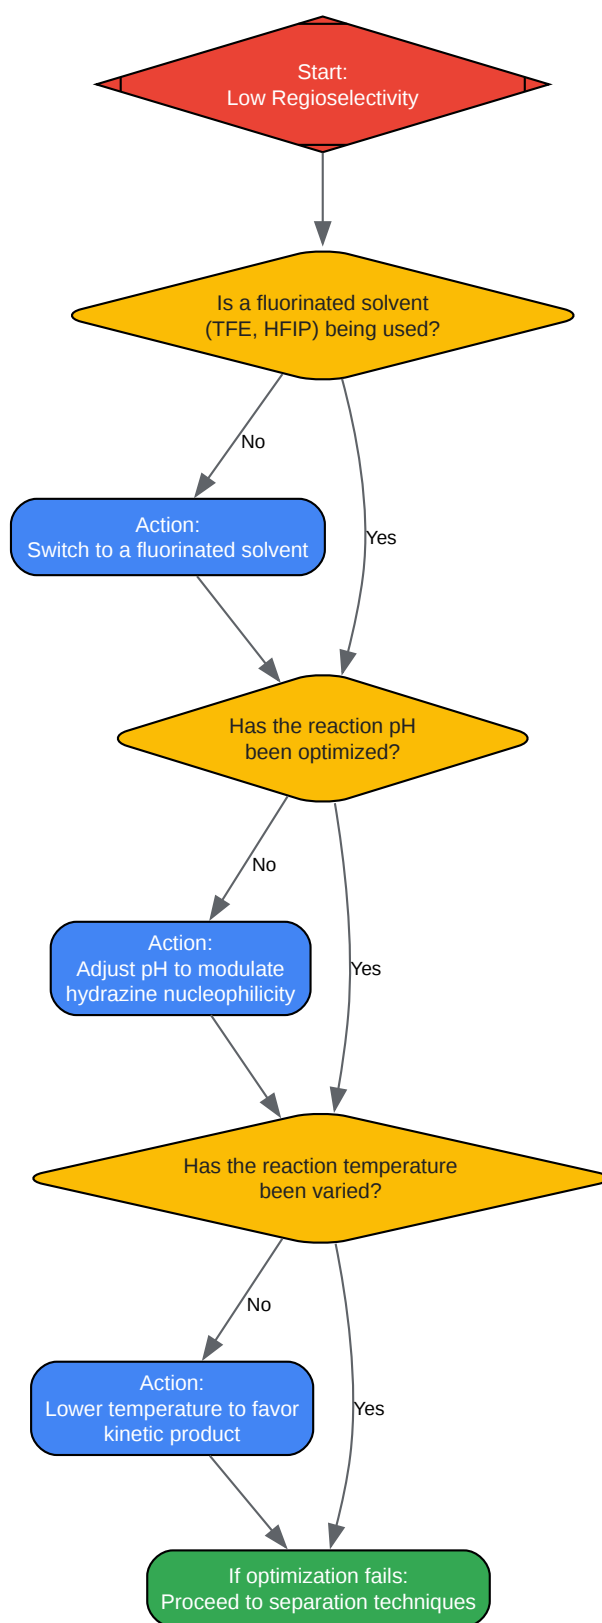 Start:
Low Regioselectivity
Is a fluorinated solvent
(TFE, HFIP) being used?
No
Yes
Action:
Switch to a fluorinated solvent
Has the reaction pH
been optimized?
No
Yes
Action:
Adjust pH to modulate
hydrazine nucleophilicity
Has the reaction temperature
been varied?
No
Yes
Action:
Lower temperature to favor
kinetic product
If optimization fails:
Proceed to separation techniques